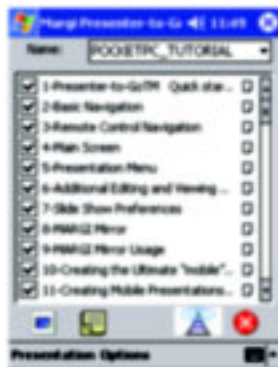 Margi Presenter-to-Go 11:49
Name: POCKETPC_TUTORIAL
1-Presenter-to-GoTM Quick star...
2-Basic Navigation
3-Remote Control Navigation
4-Main Screen
5-Presentation Menu
6-Additional Editing and Viewing ...
7-Slide Show Preferences
8-MARGI Mirror
9-MARGI Mirror Usage
10-Creating the Ultimate "mobile"...
11-Creating Mobile Presentations...
Presentation Options